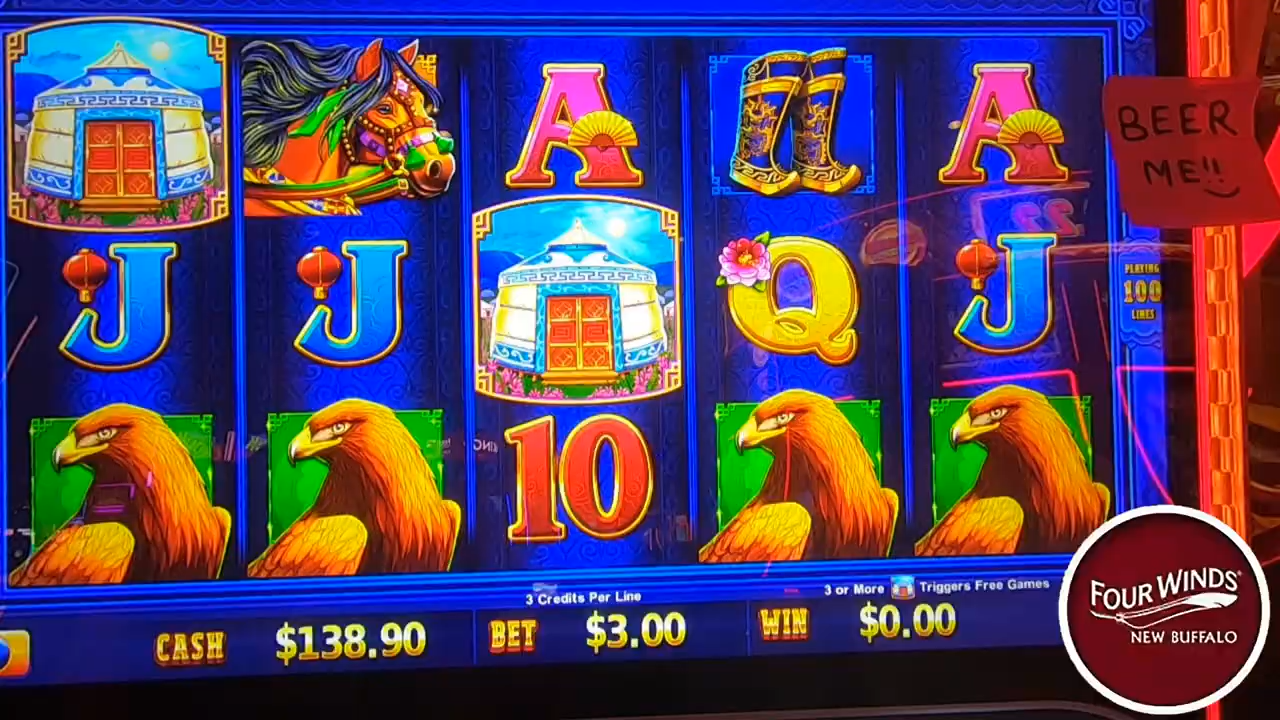 A
A
BEER
ME!!
J
J
Q
J
PLAYING
100
LINES
10
3 Credits Per Line
3 or More Triggers Free Games
CASH $138.90 BET $3.00 WIN $0.00
FOUR WINDS®
NEW BUFFALO